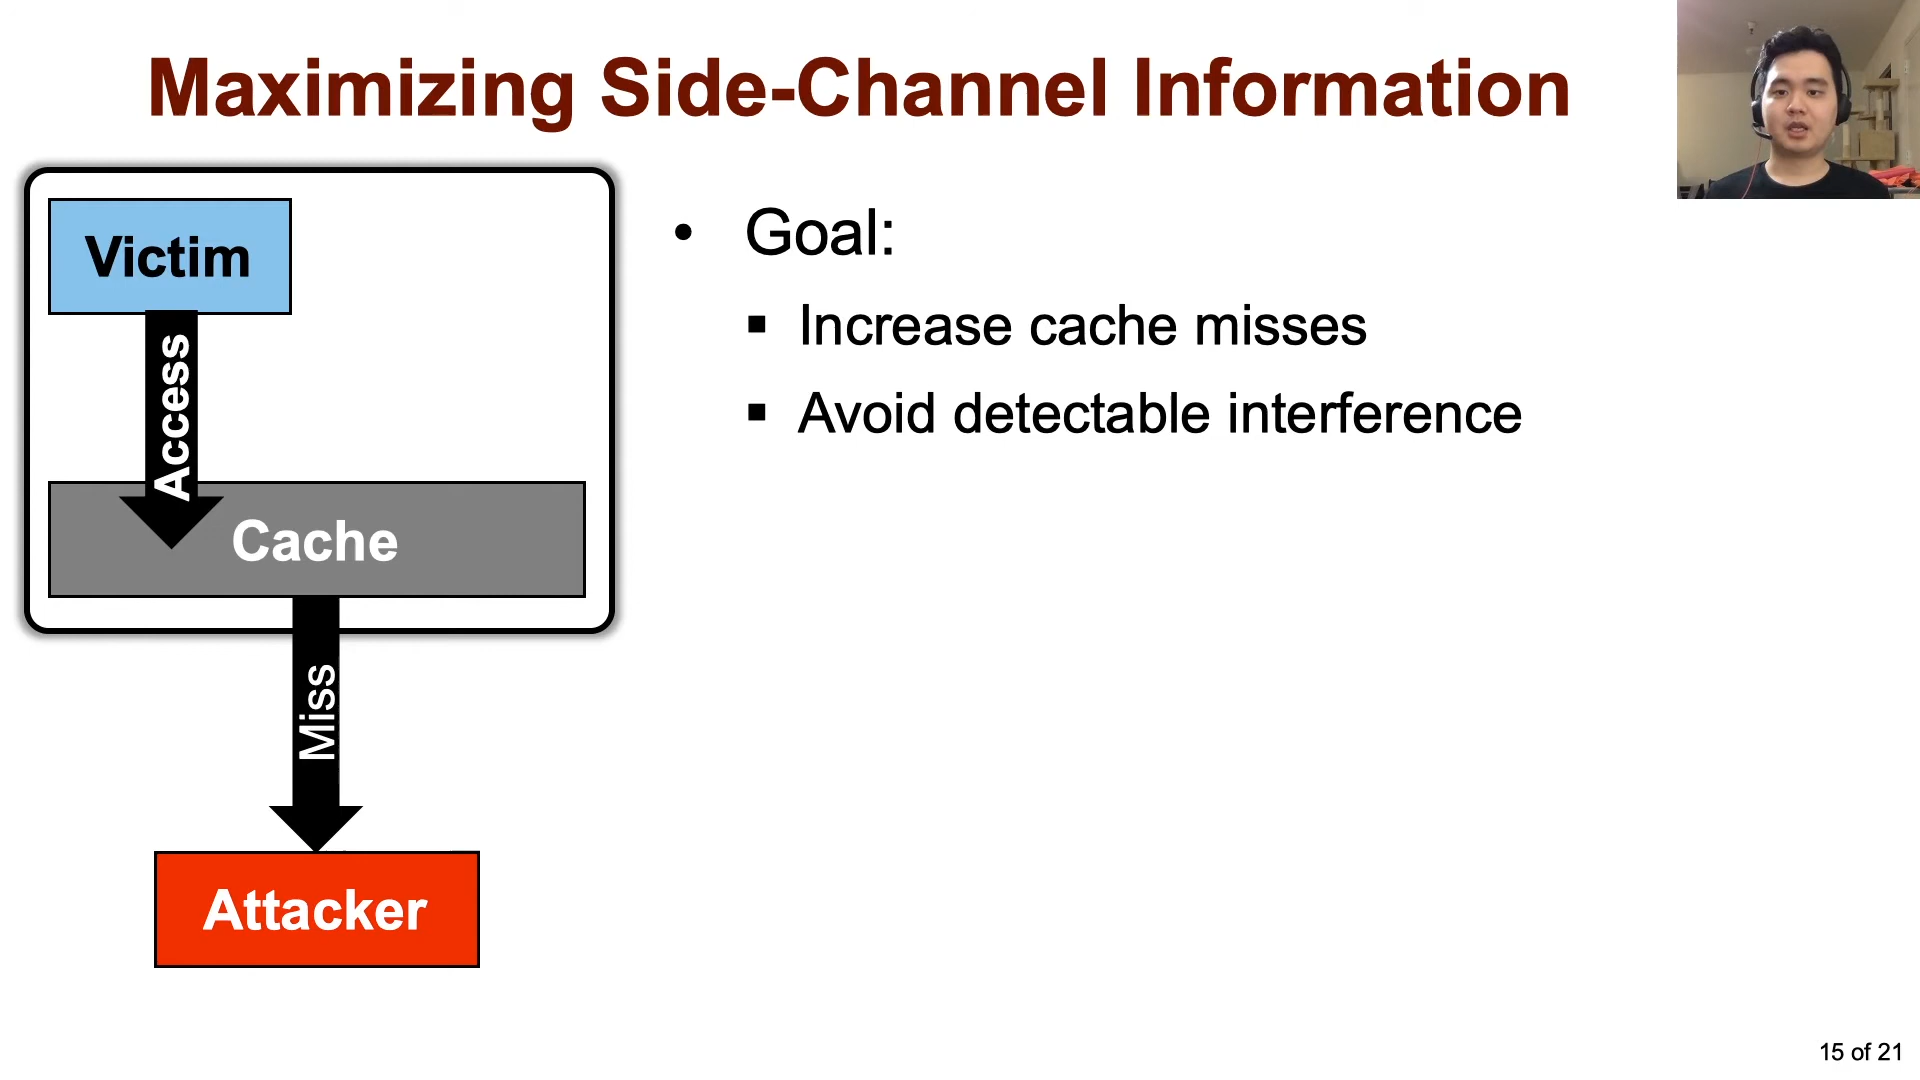 Maximizing Side-Channel Information
Victim
Access
Cache
Miss
Attacker
• Goal:
▪ Increase cache misses
▪ Avoid detectable interference
15 of 21